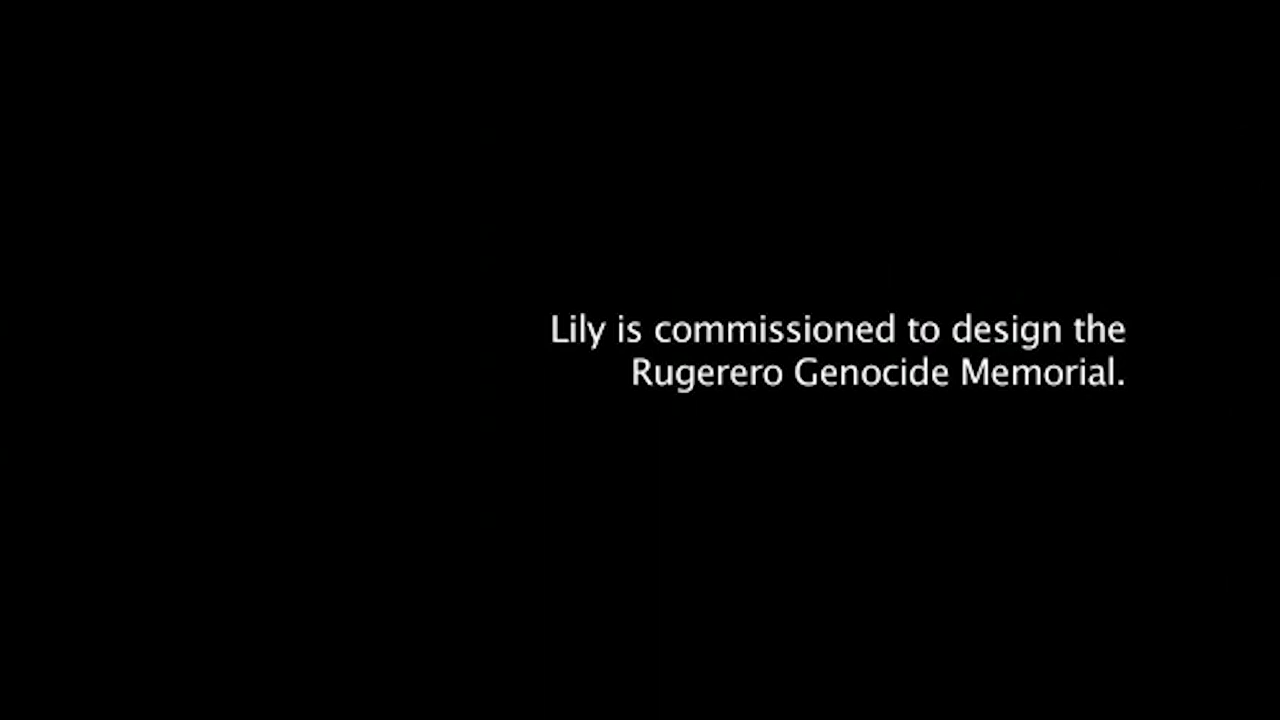 Lily is commissioned to design the
Rugerero Genocide Memorial.